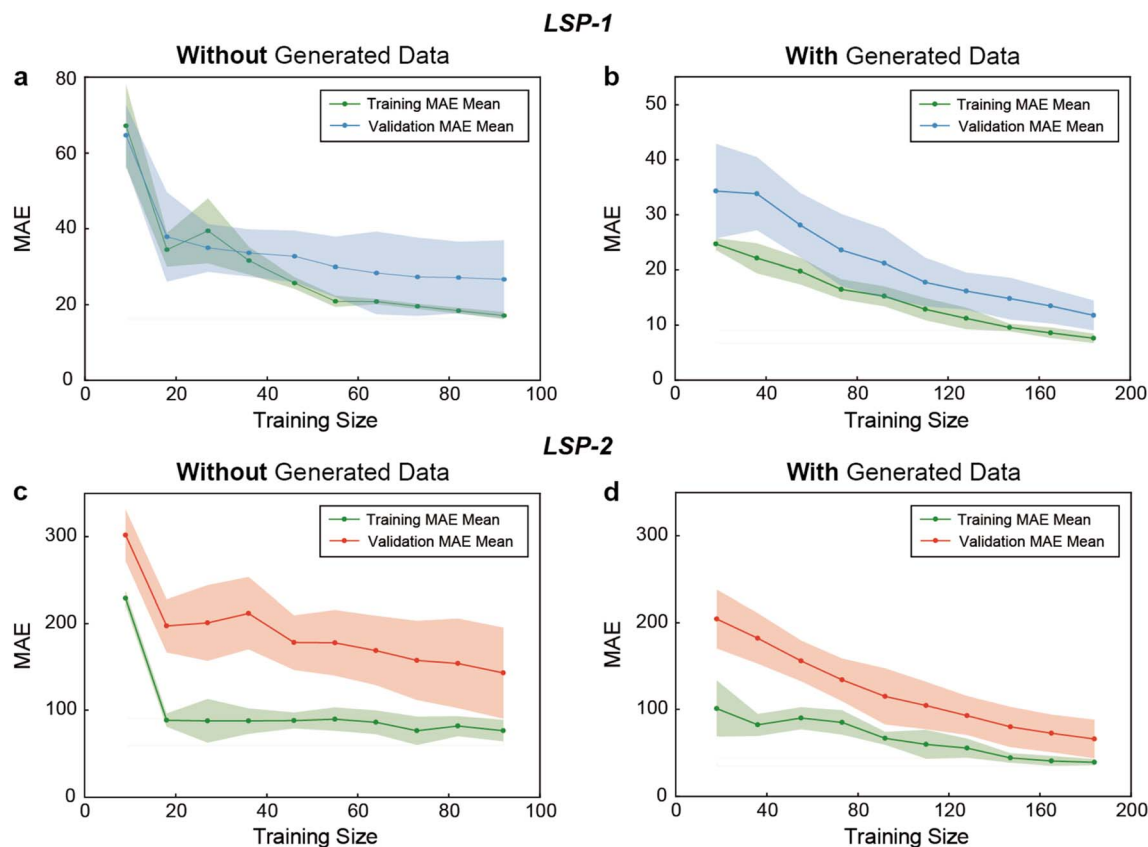 LSP-1
Without Generated Data
With Generated Data
a
b
80
60
40
20
0
MAE
Training MAE Mean
Validation MAE Mean
0 20 40 60 80 100
Training Size
50
40
30
20
10
0
MAE
Training MAE Mean
Validation MAE Mean
0 40 80 120 160 200
Training Size
LSP-2
Without Generated Data
With Generated Data
c
d
300
200
100
0
MAE
Training MAE Mean
Validation MAE Mean
0 20 40 60 80 100
Training Size
300
200
100
0
MAE
Training MAE Mean
Validation MAE Mean
0 40 80 120 160 200
Training Size